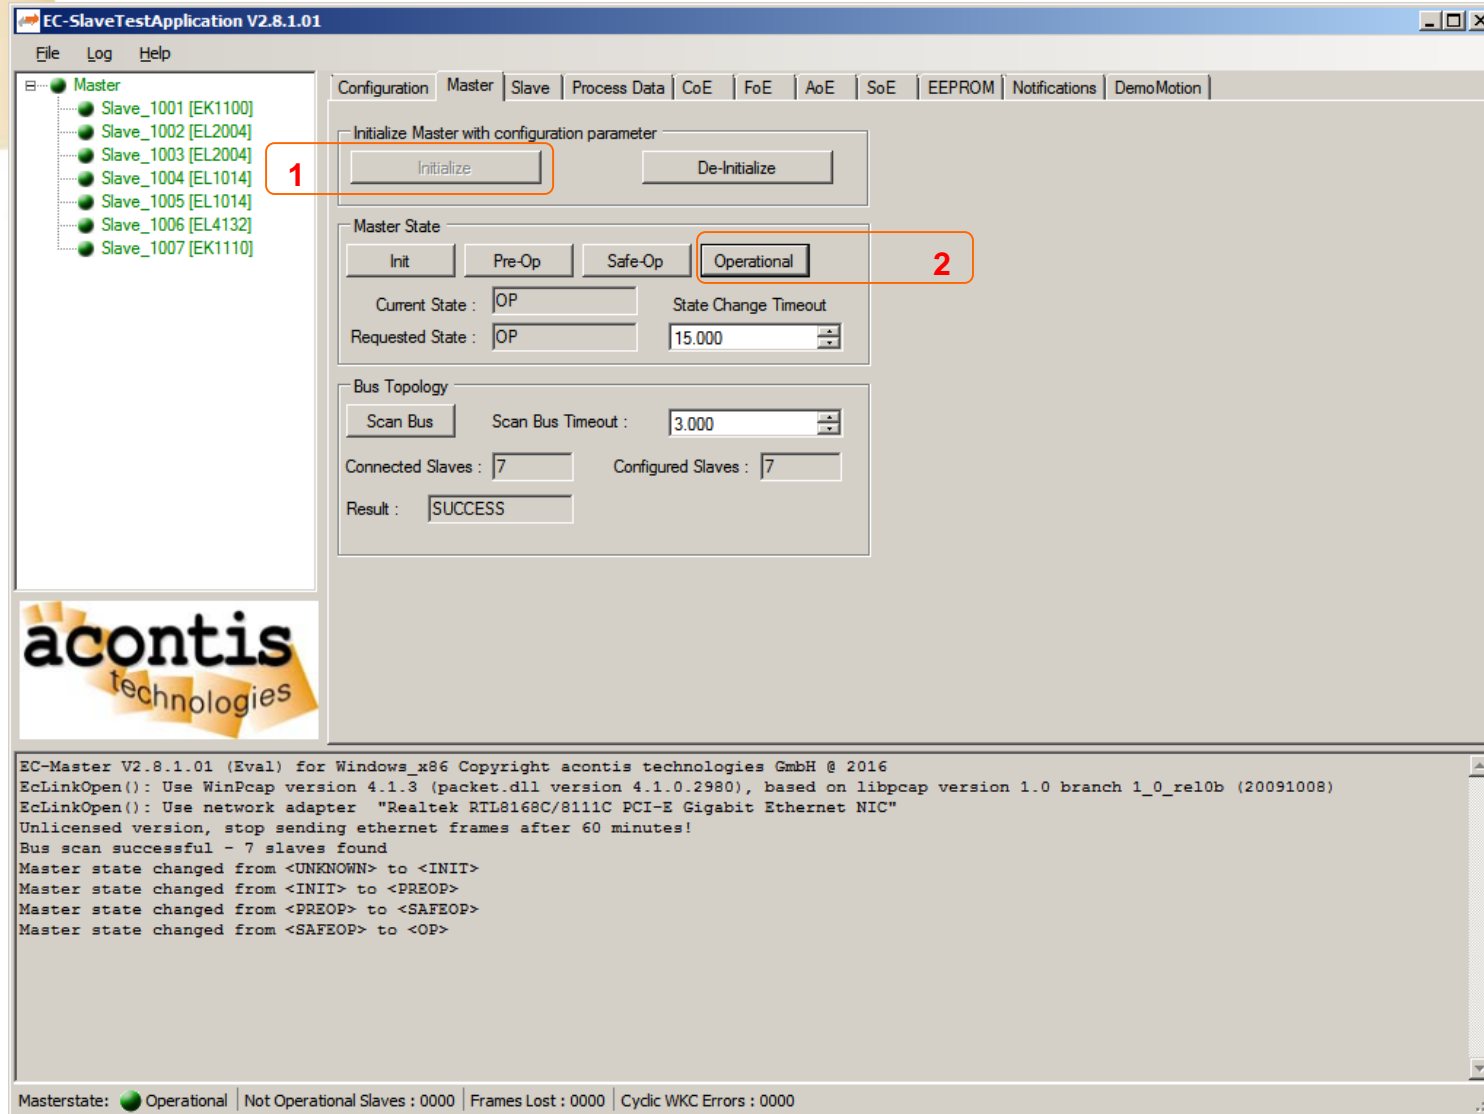 EC-SlaveTestApplication V2.8.1.01
File Log Help
Master
Slave_1001 [EK1100]
Slave_1002 [EL2004]
Slave_1003 [EL2004]
Slave_1004 [EL1014]
Slave_1005 [EL1014]
Slave_1006 [EL4132]
Slave_1007 [EK1110]
Configuration Master Slave Process Data CoE FoE AoE SoE EEPROM Notifications DemoMotion
Initialize Master with configuration parameter
1 Initialize De-Initialize
Master State
Init Pre-Op Safe-Op Operational 2
Current State : OP State Change Timeout
Requested State : OP 15.000
Bus Topology
Scan Bus Scan Bus Timeout : 3.000
Connected Slaves : 7 Configured Slaves : 7
Result : SUCCESS
acontis
technologies
EC-Master V2.8.1.01 (Eval) for Windows_x86 Copyright acontis technologies GmbH @ 2016
EcLinkOpen(): Use WinPcap version 4.1.3 (packet.dll version 4.1.0.2980), based on libpcap version 1.0 branch 1_0_rel0b (20091008)
EcLinkOpen(): Use network adapter "Realtek RTL8168C/8111C PCI-E Gigabit Ethernet NIC"
Unlicensed version, stop sending ethernet frames after 60 minutes!
Bus scan successful - 7 slaves found
Master state changed from <UNKNOWN> to <INIT>
Master state changed from <INIT> to <PREOP>
Master state changed from <PREOP> to <SAFEOP>
Master state changed from <SAFEOP> to <OP>
Masterstate: Operational Not Operational Slaves : 0000 Frames Lost : 0000 Cyclic WKC Errors : 0000